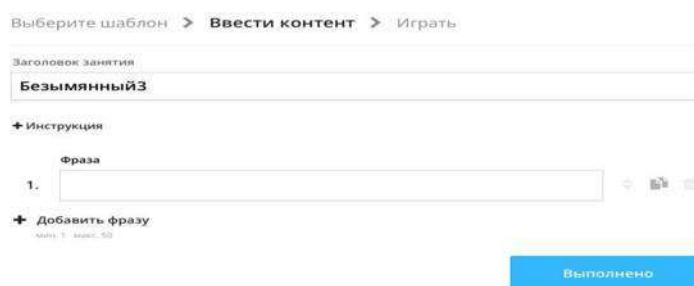 Выберите шаблон > Ввести контент > Играть
Заголовок занятия
Безымянный3
+ Инструкция
Фраза
1.
+ Добавить фразу
мин. 1 макс. 50
Выполнено